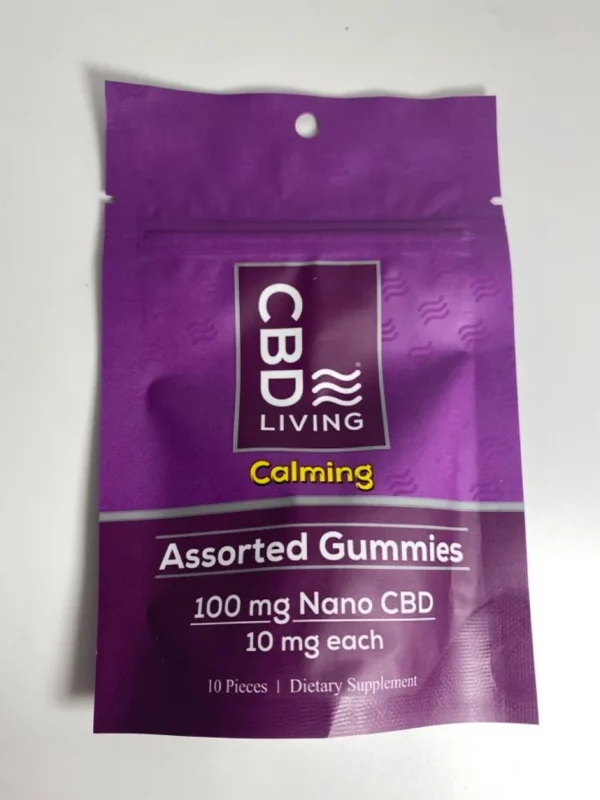 CBD
LIVING
®
Calming
Assorted Gummies
100 mg Nano CBD
10 mg each
10 Pieces | Dietary Supplement